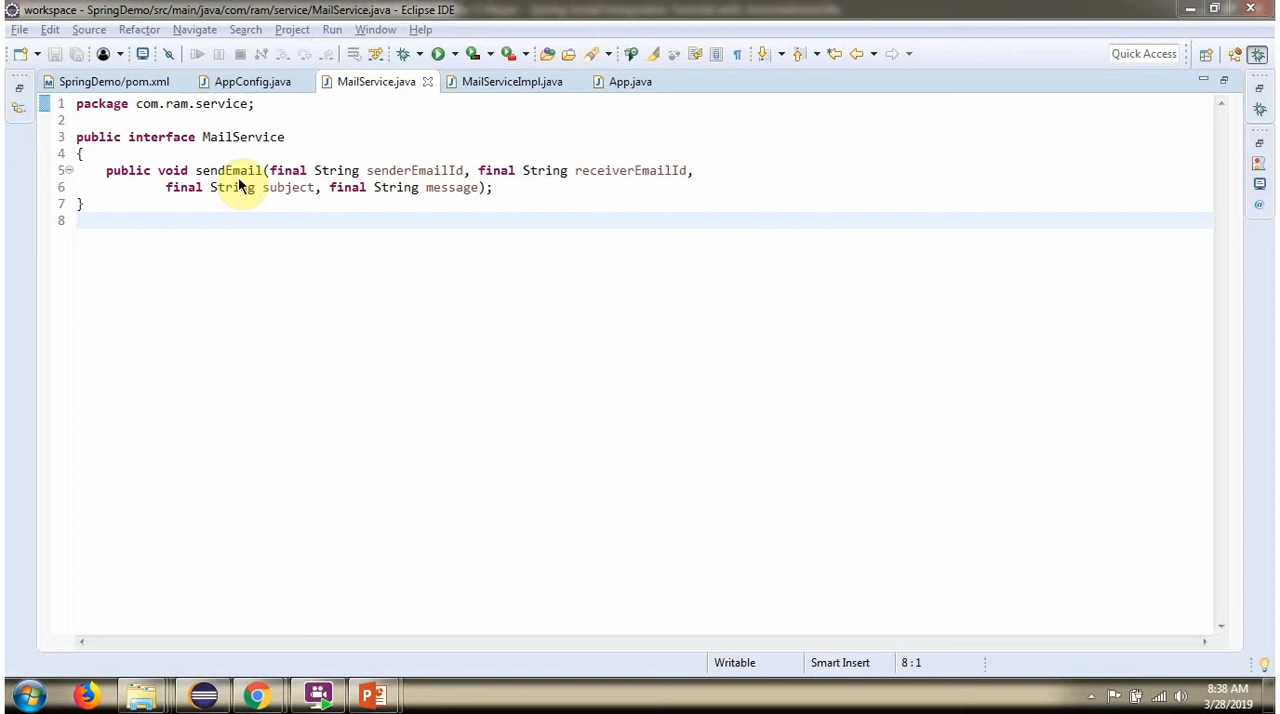 workspace - SpringDemo/src/main/java/com/ram/service/MailService.java - Eclipse IDE
File Edit Source Refactor Navigate Search Project Run Window Help
Quick Access
SpringDemo/pom.xml AppConfig.java MailService.java MailServiceImpl.java App.java
1 package com.ram.service;
2
3 public interface MailService
4 {
5 public void sendEmail(final String senderEmailId, final String receiverEmailId,
6 final String subject, final String message);
7 }
8
Writable Smart Insert 8 : 1
8:38 AM
3/28/2019